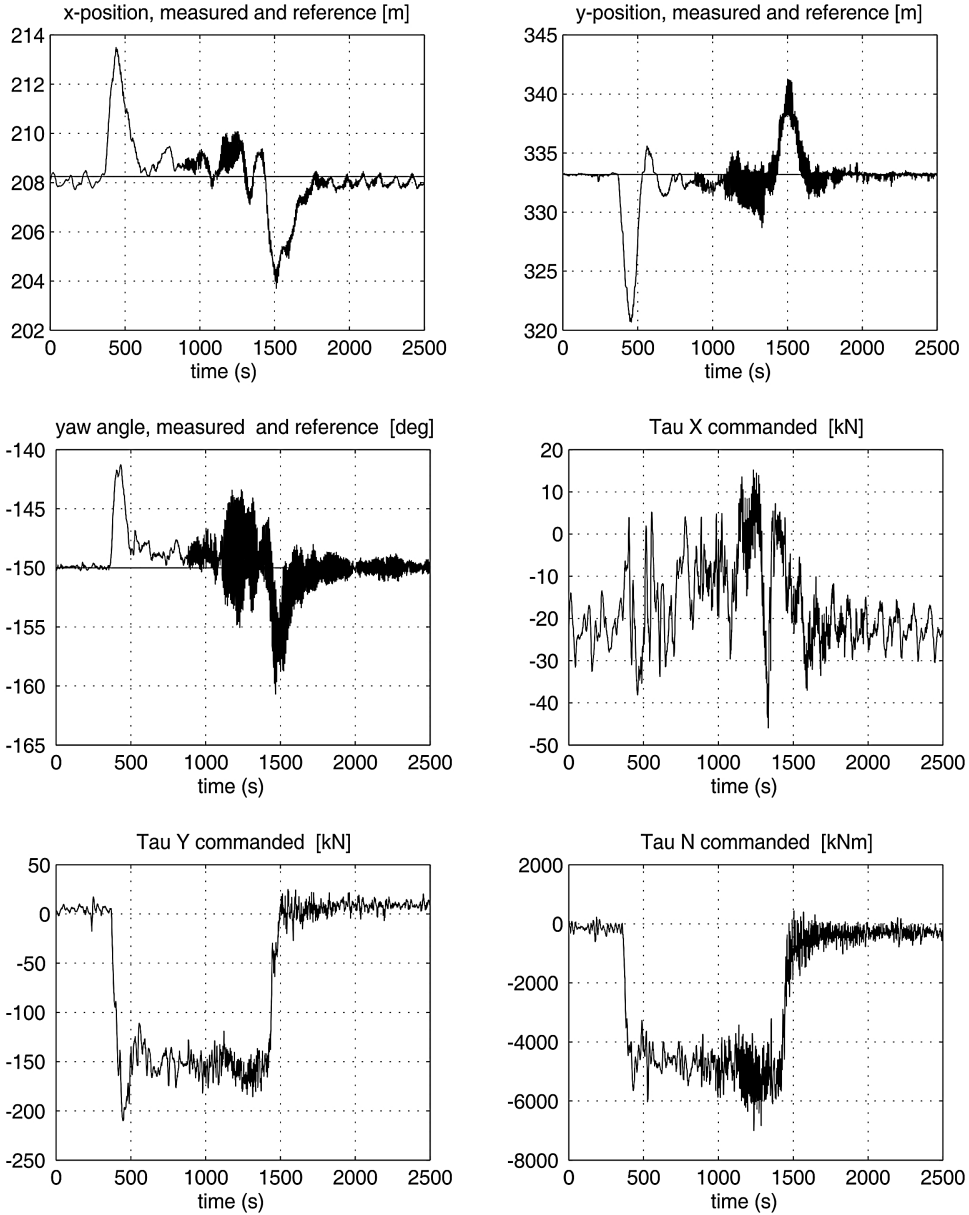 x-position, measured and reference [m]
214
212
210
208
206
204
202
0 500 1000 1500 2000 2500
time (s)
y-position, measured and reference [m]
345
340
335
330
325
320
0 500 1000 1500 2000 2500
time (s)
yaw angle, measured and reference [deg]
-140
-145
-150
-155
-160
-165
0 500 1000 1500 2000 2500
time (s)
Tau X commanded [kN]
20
10
0
-10
-20
-30
-40
-50
0 500 1000 1500 2000 2500
time (s)
Tau Y commanded [kN]
50
0
-50
-100
-150
-200
-250
0 500 1000 1500 2000 2500
time (s)
Tau N commanded [kNm]
2000
0
-2000
-4000
-6000
-8000
0 500 1000 1500 2000 2500
time (s)